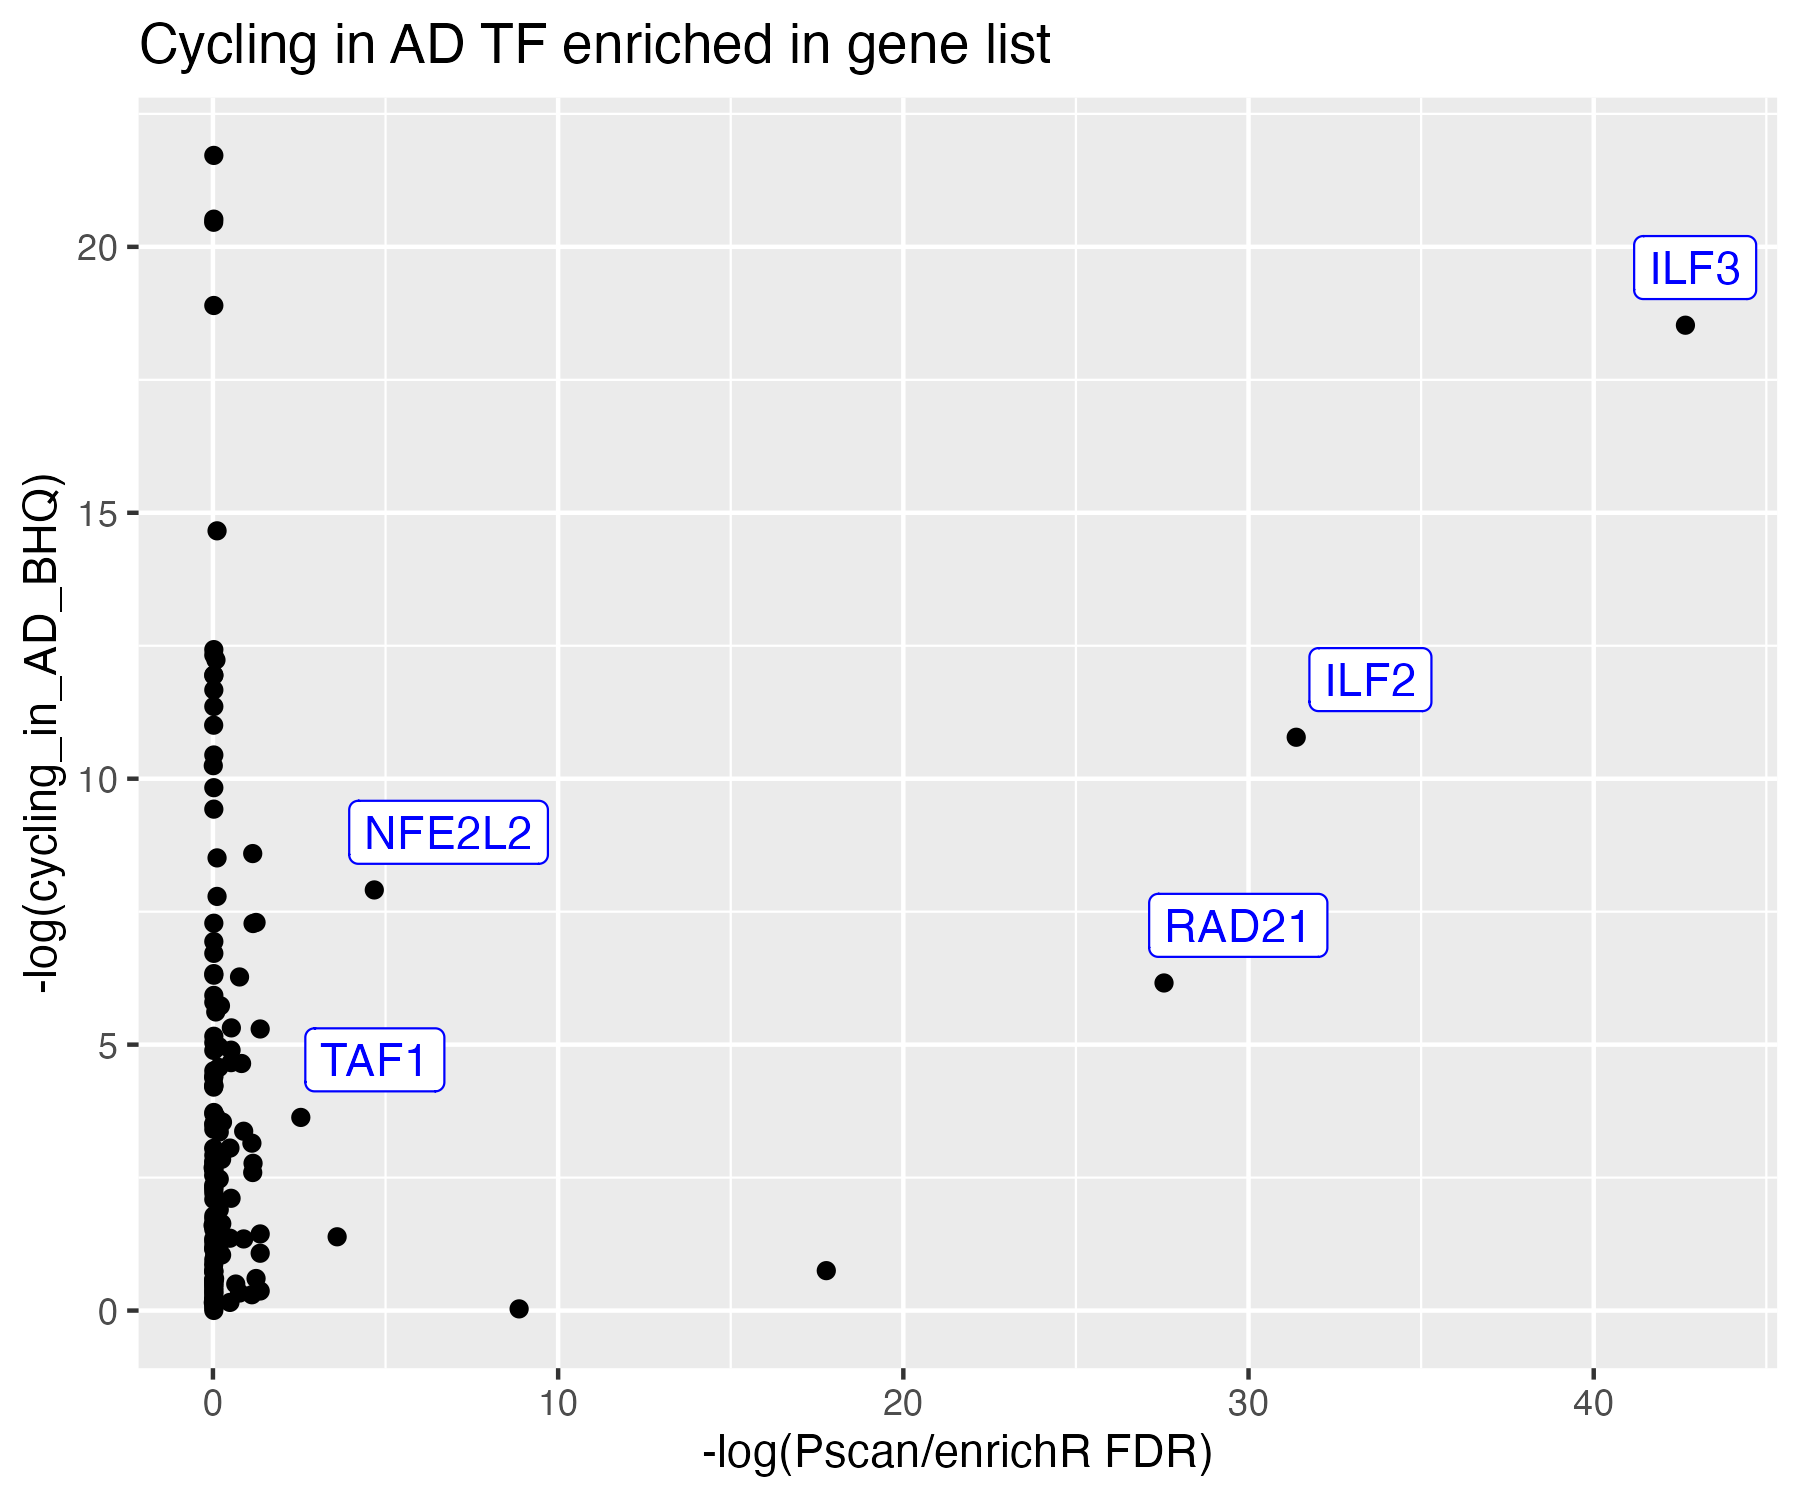 Cycling in AD TF enriched in gene list
-log(cycling_in_AD_BHQ)
20
15
10
5
0
ILF3
ILF2
NFE2L2
RAD21
TAF1
0 10 20 30 40
-log(Pscan/enrichR FDR)